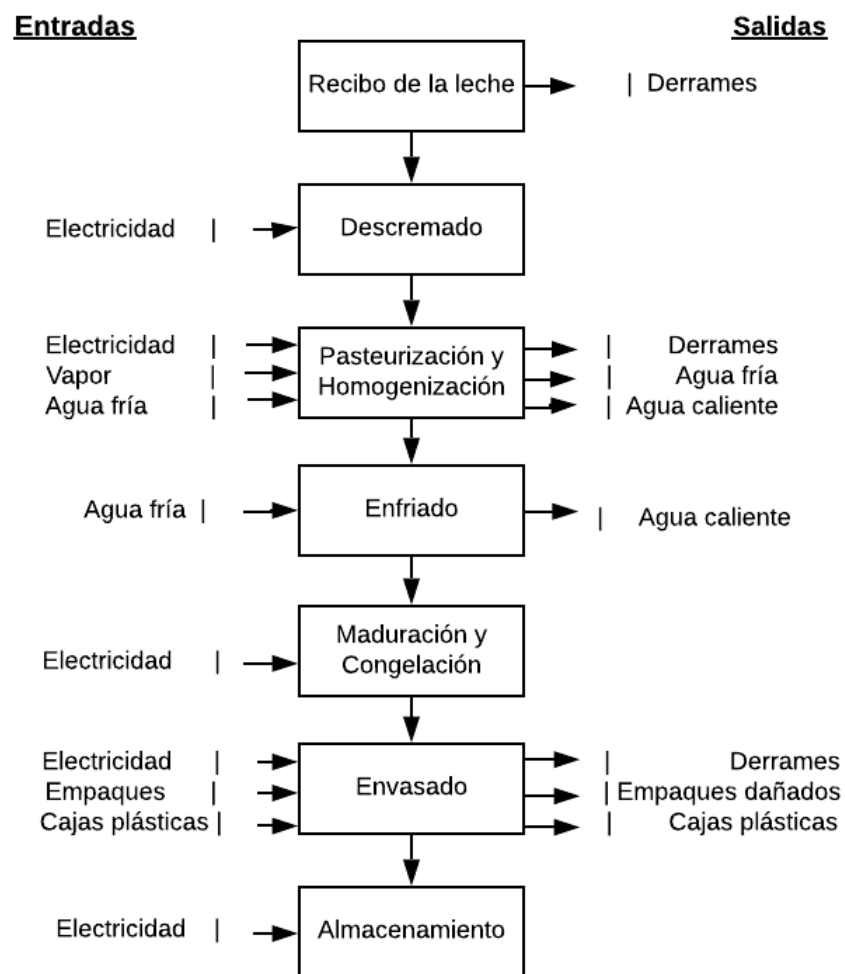 Entradas
Salidas
Recibo de la leche
| Derrames
Electricidad |
Descremado
Electricidad |
Vapor |
Agua fría |
Pasteurización y
Homogenización
| Derrames
| Agua fría
| Agua caliente
Agua fría |
Enfriado
| Agua caliente
Electricidad |
Maduración y
Congelación
Electricidad |
Empaques |
Cajas plásticas |
Envasado
| Derrames
| Empaques dañados
| Cajas plásticas
Electricidad |
Almacenamiento